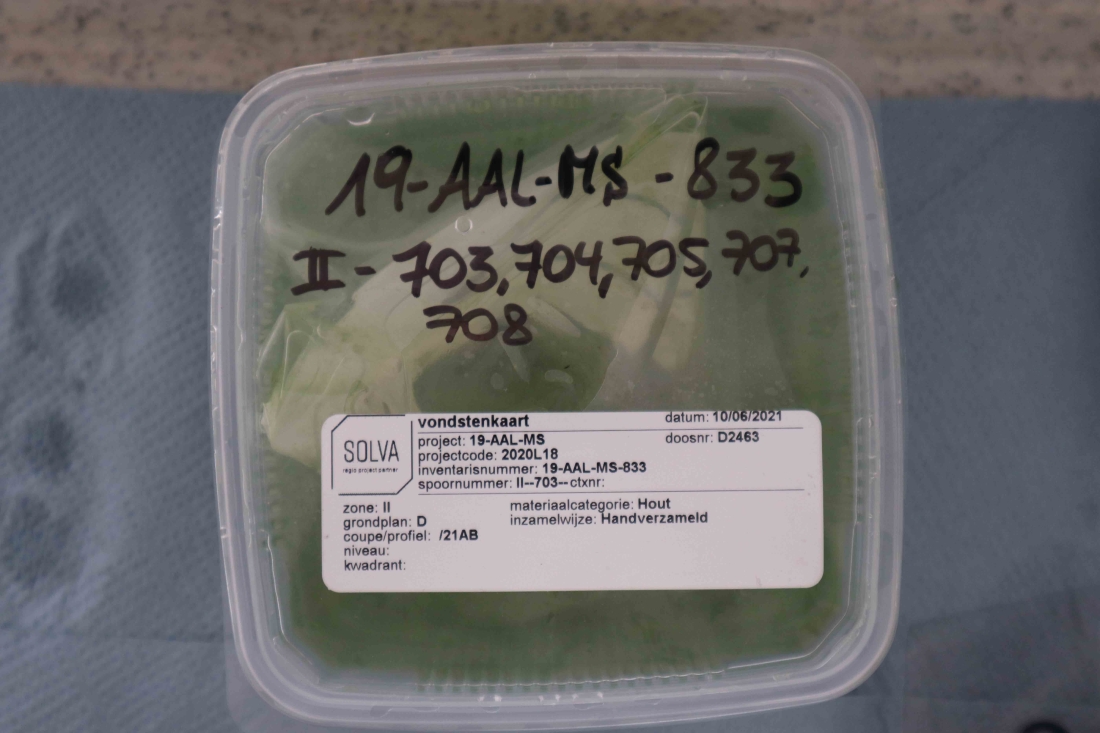 19-AAL-MS-833
II-703,704,705,707,
708
SOLVA
regio project partner
vondstenkaart datum: 10/06/2021
project: 19-AAL-MS doosnr: D2463
projectcode: 2020L18
inventarisnummer: 19-AAL-MS-833
spoornummer: II--703-- ctxnr:
zone: II materiaalcategorie: Hout
grondplan: D inzamelwijze: Handverzameld
coupe/profiel: /21AB
niveau:
kwadrant: